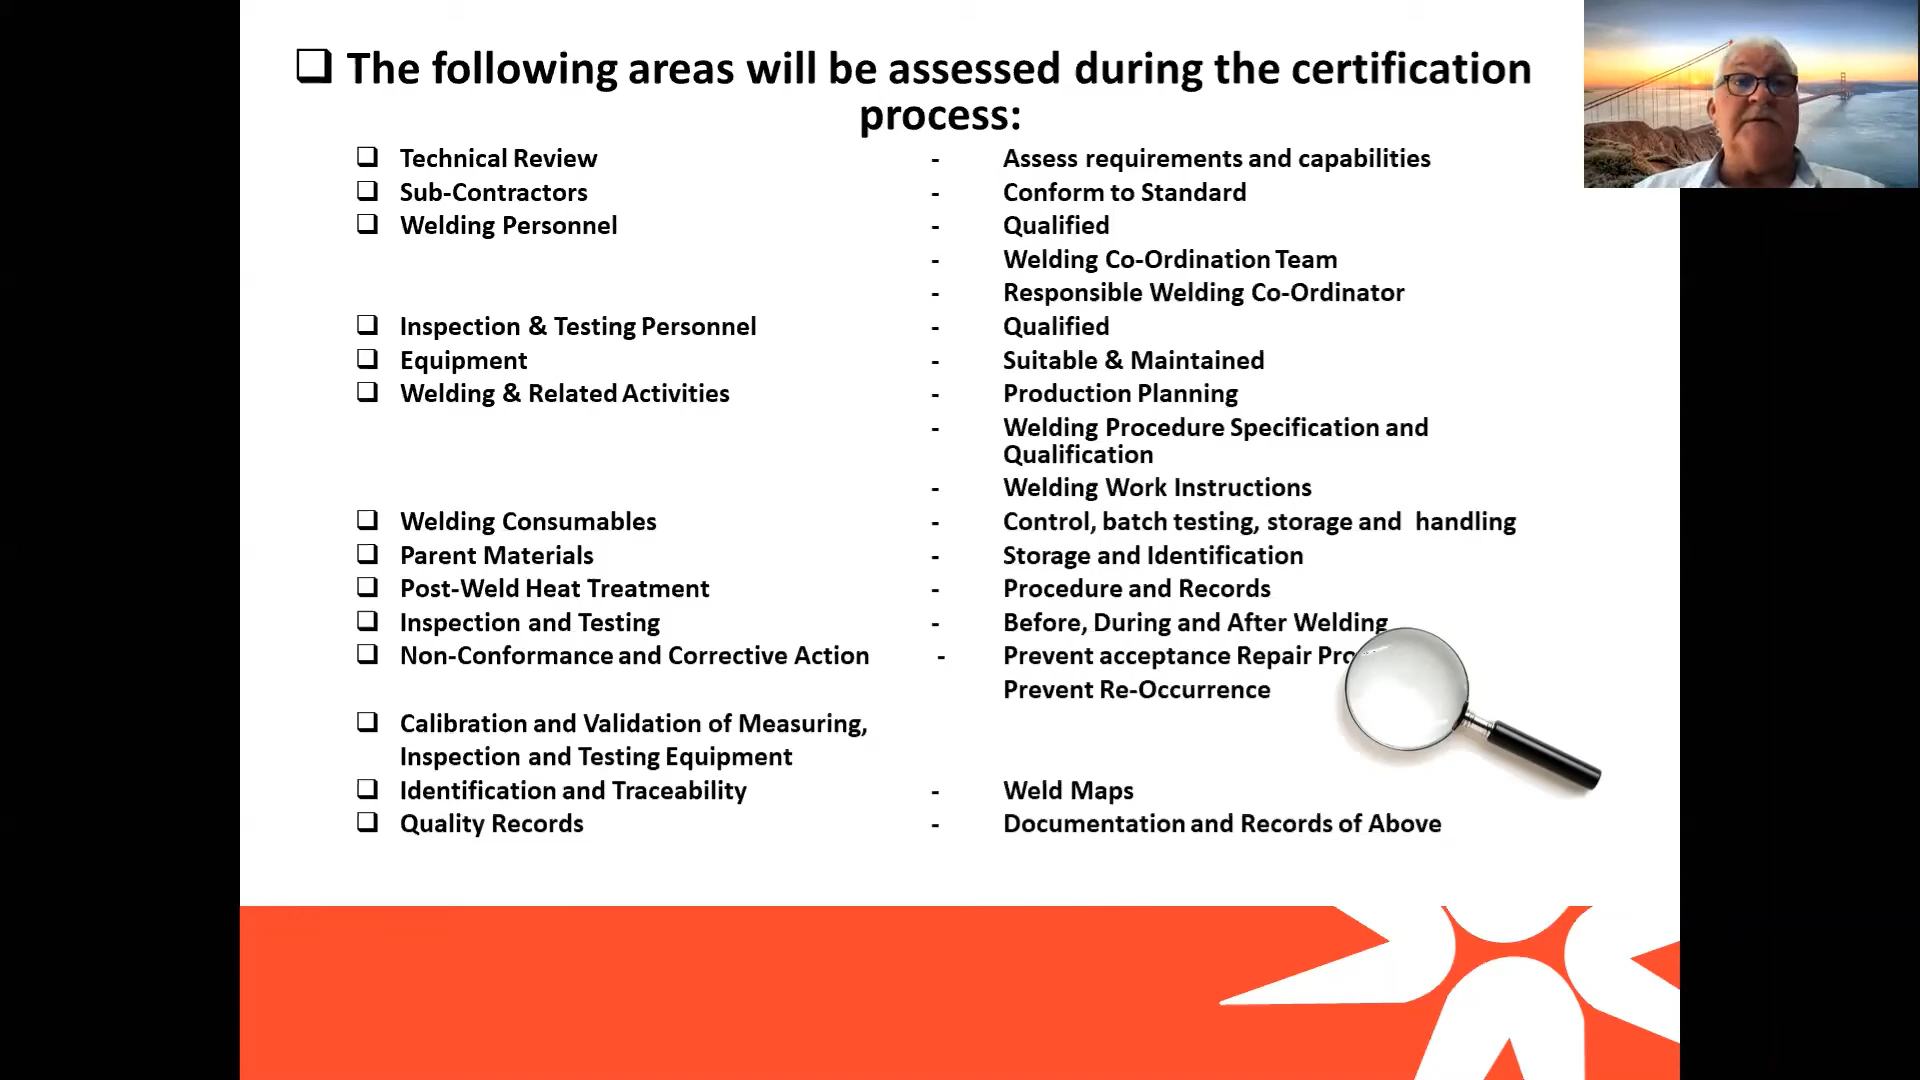 The following areas will be assessed during the certification
process:
Technical Review - Assess requirements and capabilities
Sub-Contractors - Conform to Standard
Welding Personnel - Qualified
- Welding Co-Ordination Team
- Responsible Welding Co-Ordinator
Inspection & Testing Personnel - Qualified
Equipment - Suitable & Maintained
Welding & Related Activities - Production Planning
- Welding Procedure Specification and
Qualification
- Welding Work Instructions
Welding Consumables - Control, batch testing, storage and handling
Parent Materials - Storage and Identification
Post-Weld Heat Treatment - Procedure and Records
Inspection and Testing - Before, During and After Welding
Non-Conformance and Corrective Action - Prevent acceptance Repair
Prevent Re-Occurrence
Calibration and Validation of Measuring,
Inspection and Testing Equipment
Identification and Traceability - Weld Maps
Quality Records - Documentation and Records of Above